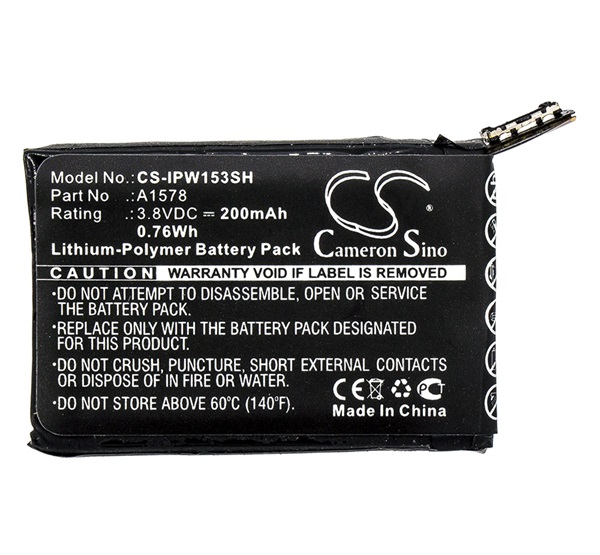 Model No.: CS-IPW153SH
Part No : A1578
Rating : 3.8VDC ⎓ 200mAh
0.76Wh
Lithium-Polymer Battery Pack
CS
Cameron Sino
CAUTION: WARRANTY VOID IF LABEL IS REMOVED
•DO NOT ATTEMPT TO DISASSEMBLE, OPEN OR SERVICE
THE BATTERY PACK.
•REPLACE ONLY WITH THE BATTERY PACK DESIGNATED
FOR THIS PRODUCT.
•DO NOT CRUSH, PUNCTURE, SHORT EXTERNAL CONTACTS
OR DISPOSE OF IN FIRE OR WATER.
•DO NOT STORE ABOVE 60°C (140°F)
CE
Made In China